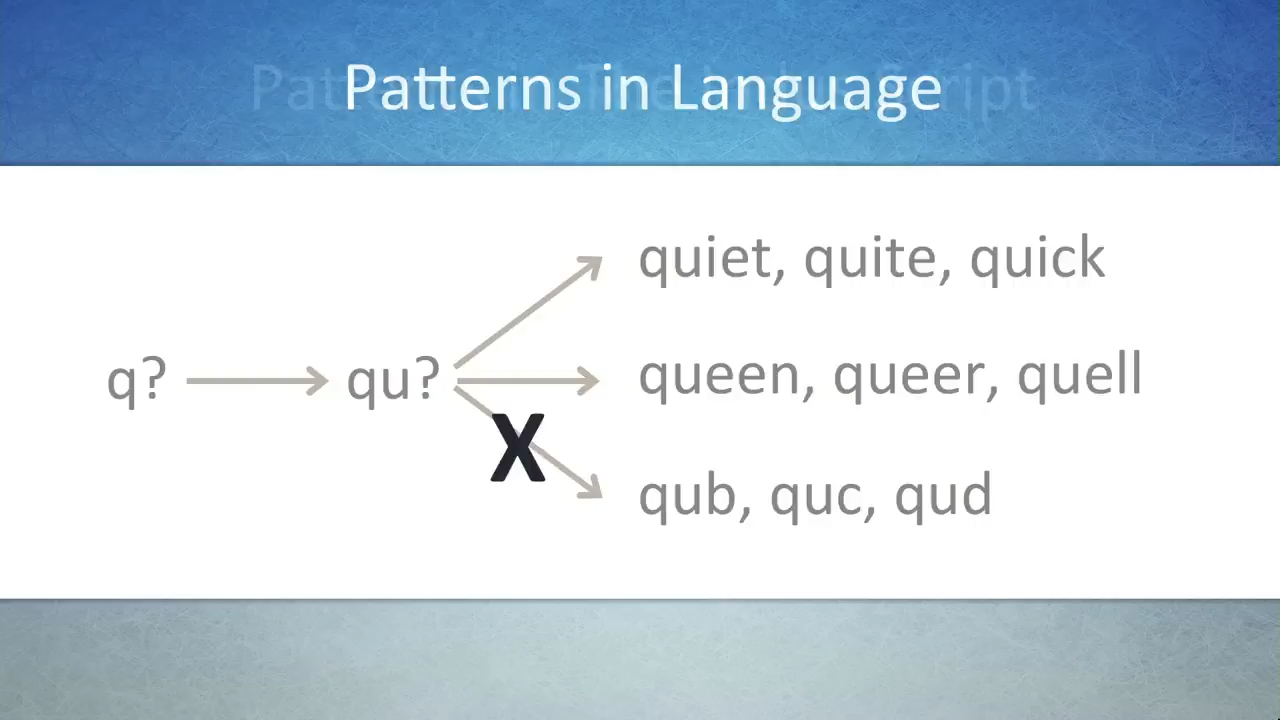 Patterns in Language
quiet, quite, quick
q? qu? queen, queer, quell
X
qub, quc, qud